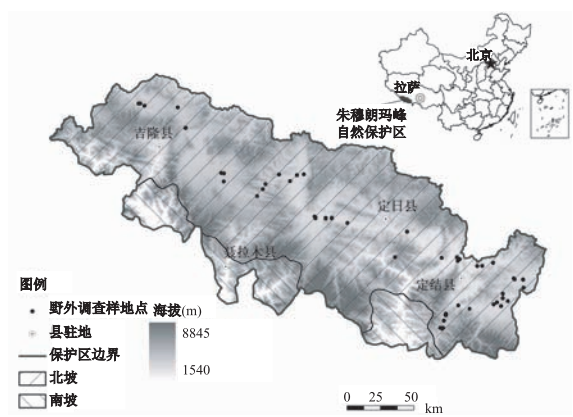 北京
拉萨
朱穆朗玛峰
自然保护区
吉隆县
定日县
聂拉木县
定结县
图例
野外调查样地点
县驻地
保护区边界
北坡
南坡
海拔(m)
8845
1540
0 25 50
km